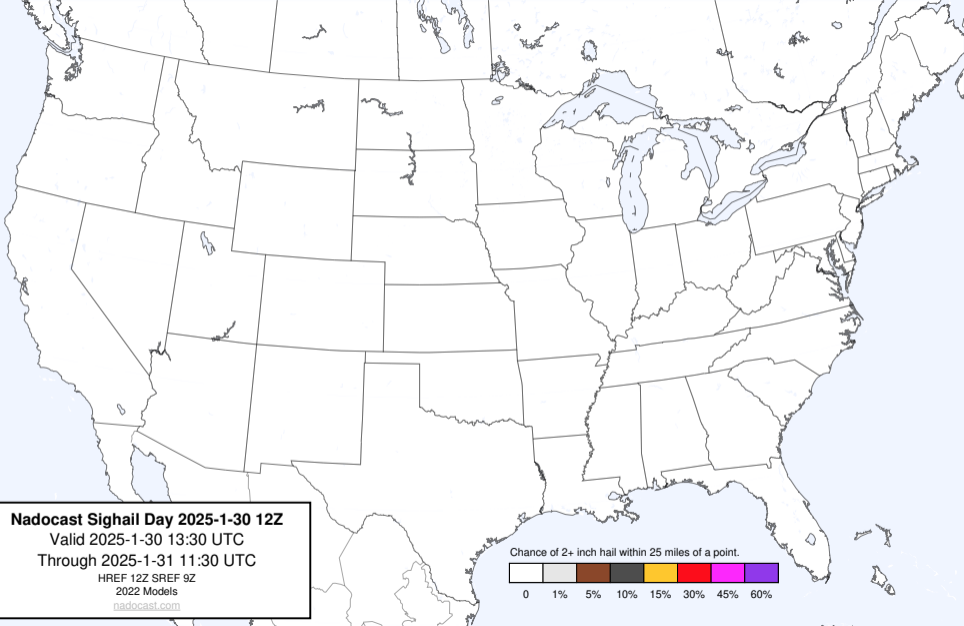 Nadocast Sighail Day 2025-1-30 12Z
Valid 2025-1-30 13:30 UTC
Through 2025-1-31 11:30 UTC
HREF 12Z SREF 9Z
2022 Models
nadocast.com
Chance of 2+ inch hail within 25 miles of a point.
0 1% 5% 10% 15% 30% 45% 60%